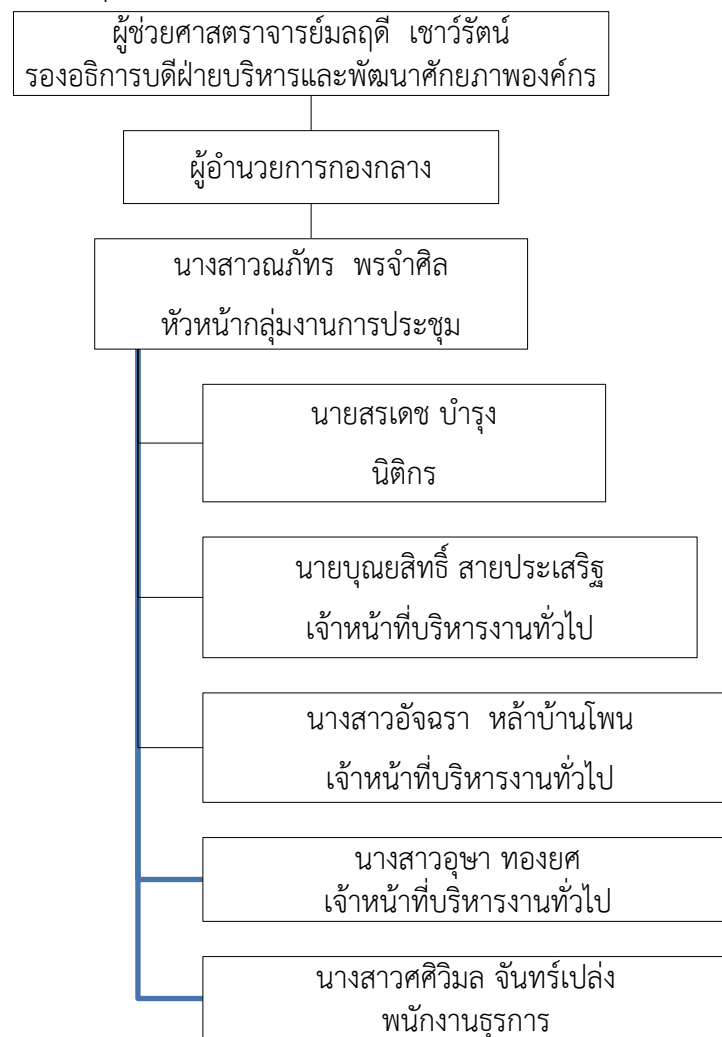 ผู้ช่วยศาสตราจารย์มลฤดี  เชาว์รัตน์
รองอธิการบดีฝ่ายบริหารและพัฒนาศักยภาพองค์กร
ผู้อำนวยการกองกลาง
นางสาวณภัทร  พรจำศิล
หัวหน้ากลุ่มงานการประชุม
นายสรเดช บำรุง
นิติกร
นายบุณยสิทธิ์ สายประเสริฐ
เจ้าหน้าที่บริหารงานทั่วไป
นางสาวอัจฉรา  หล้าบ้านโพน
เจ้าหน้าที่บริหารงานทั่วไป
นางสาวอุษา ทองยศ
เจ้าหน้าที่บริหารงานทั่วไป
นางสาวศศิวิมล จันทร์เปล่ง
พนักงานธุรการ